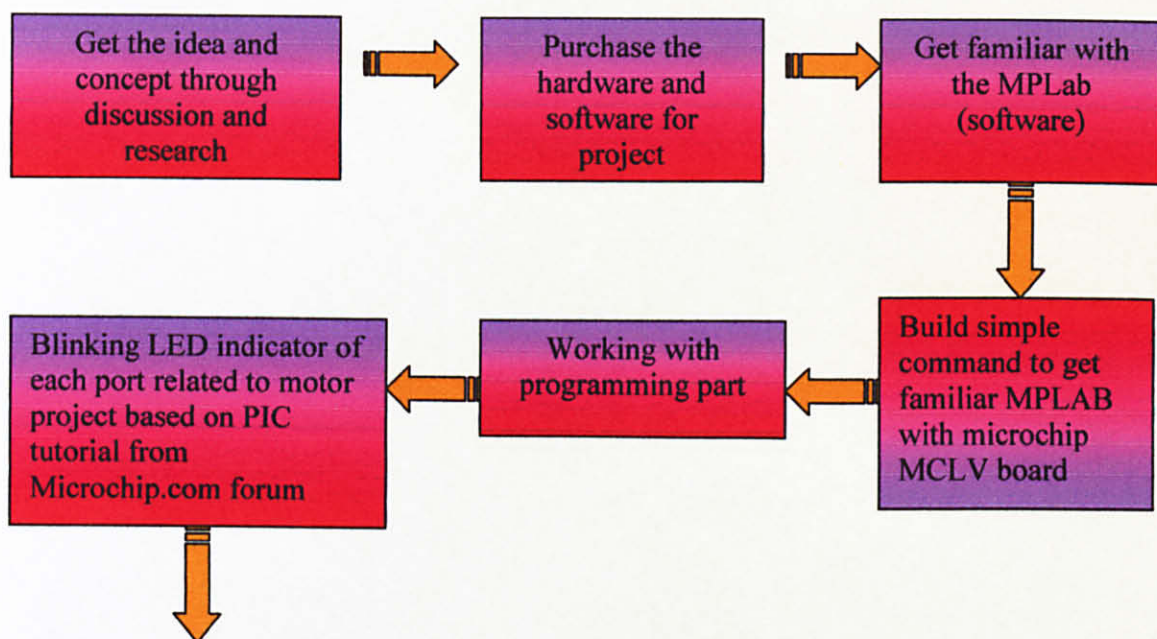 Get the idea and
concept through
discussion and
research
Purchase the
hardware and
software for
project
Get familiar with
the MPLab
(software)
Build simple
command to get
familiar MPLAB
with microchip
MCLV board
Working with
programming part
Blinking LED indicator of
each port related to motor
project based on PIC
tutorial from
Microchip.com forum